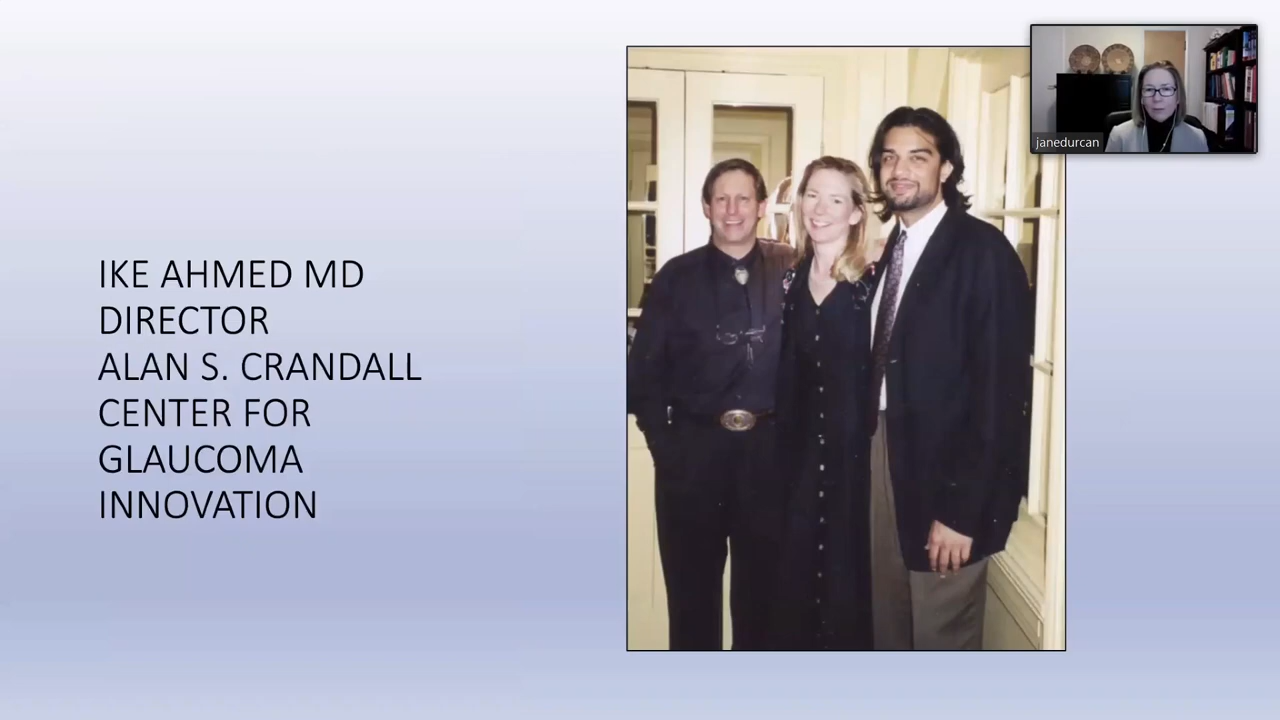 IKE AHMED MD
DIRECTOR
ALAN S. CRANDALL
CENTER FOR
GLAUCOMA
INNOVATION
janedurcan